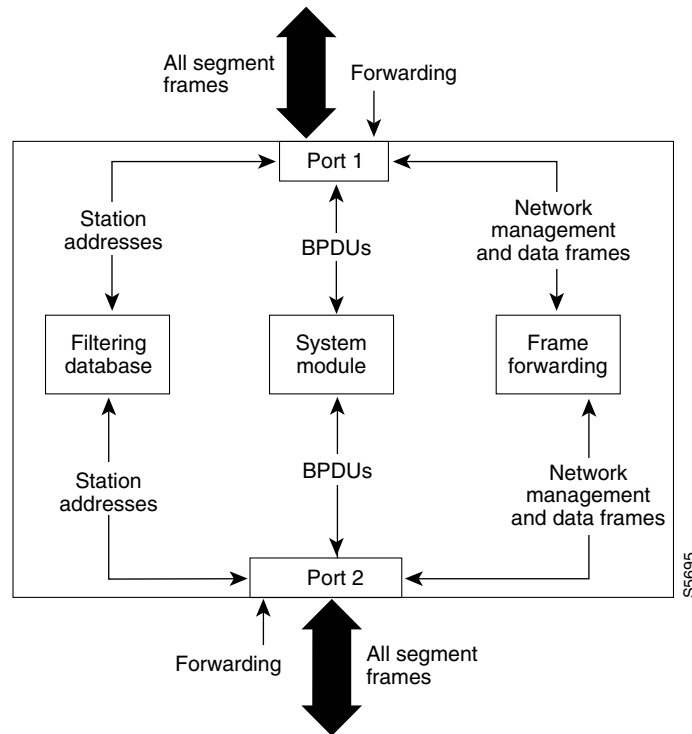 All segment
frames
Forwarding
Port 1
Station
addresses
BPDUs
Network
management
and data frames
Filtering
database
System
module
Frame
forwarding
Station
addresses
BPDUs
Network
management
and data frames
Port 2
S5695
Forwarding
All segment
frames